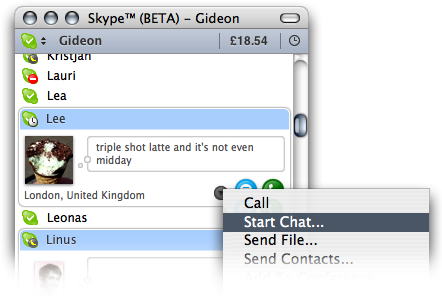 Skype™ (BETA) – Gideon
Gideon £18.54
Kristjan
Lauri
Lea
Lee
triple shot latte and it's not even
midday
London, United Kingdom
Leonas
Linus
Call
Start Chat...
Send File...
Send Contacts...